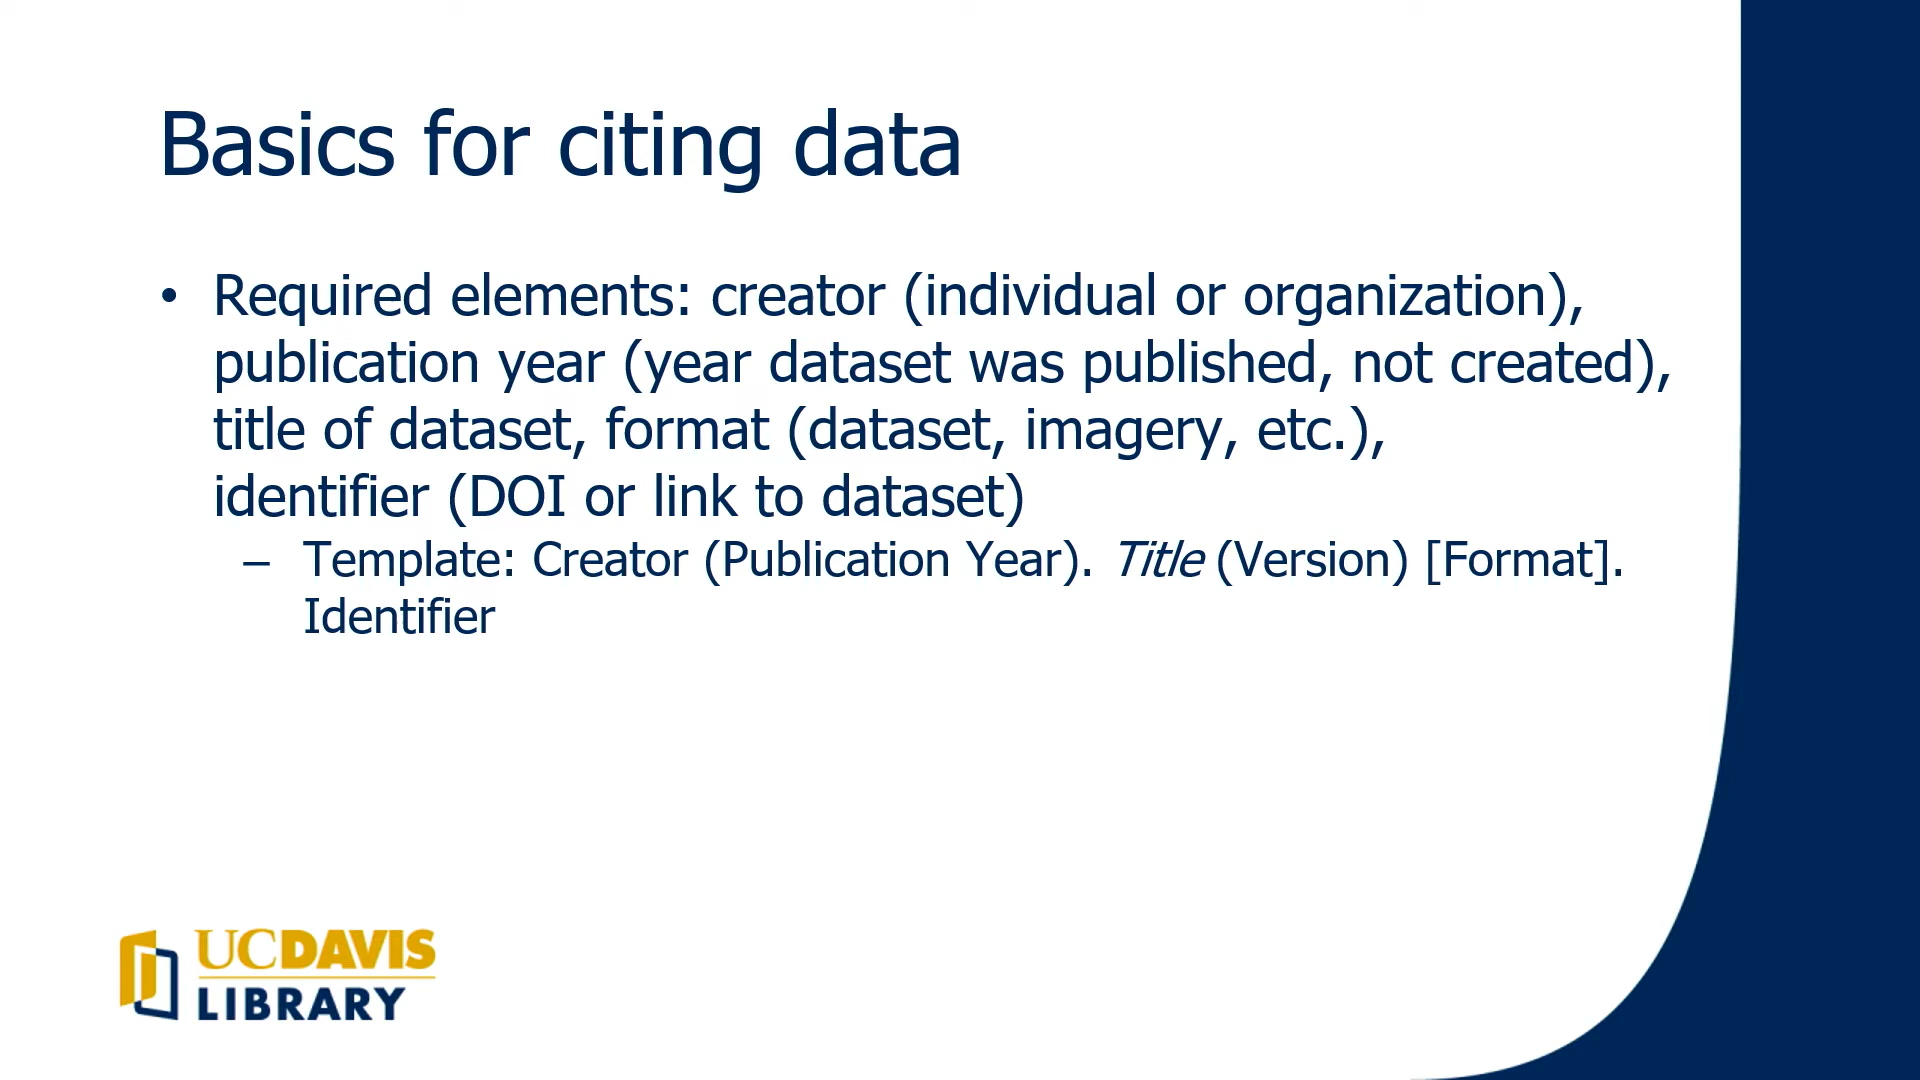 Basics for citing data
• Required elements: creator (individual or organization),
publication year (year dataset was published, not created),
title of dataset, format (dataset, imagery, etc.),
identifier (DOI or link to dataset)
– Template: Creator (Publication Year). Title (Version) [Format].
Identifier
UCDAVIS
LIBRARY